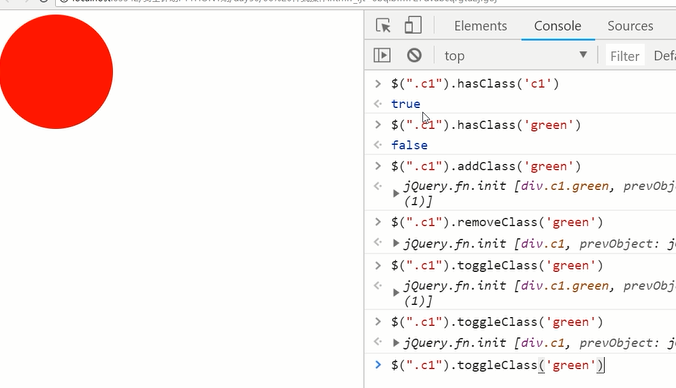 Elements Console Sources
top Filter Defa
$(".c1").hasClass('c1')
true
$(".c1").hasClass('green')
false
$(".c1").addClass('green')
jQuery.fn.init [div.c1.green, prevObj
(1)]
$(".c1").removeClass('green')
jQuery.fn.init [div.c1, prevObject: j
$(".c1").toggleClass('green')
jQuery.fn.init [div.c1.green, prevObj
(1)]
$(".c1").toggleClass('green')
jQuery.fn.init [div.c1, prevObject: j
$(".c1").toggleClass('green')